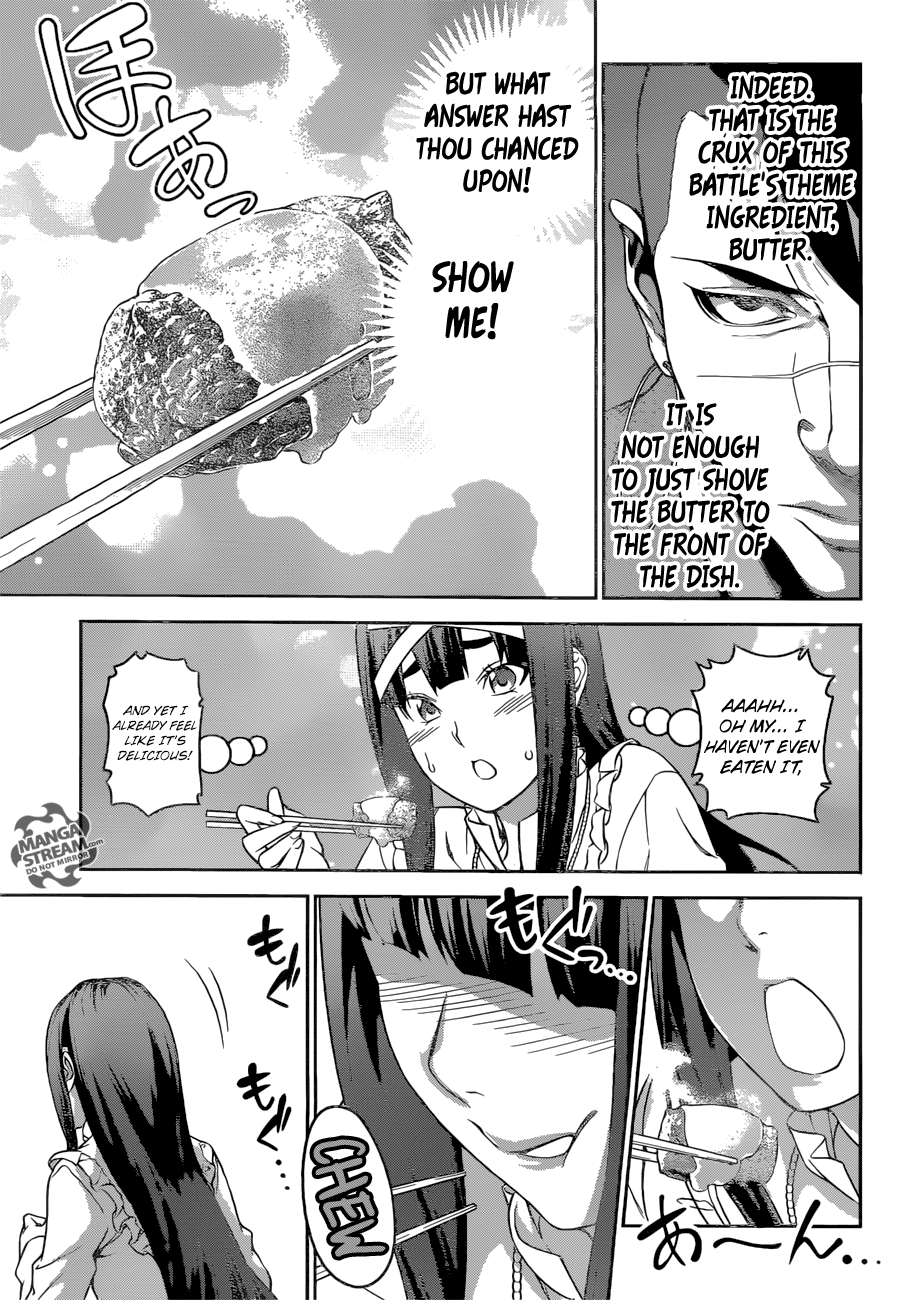 INDEED.
THAT IS THE
CRUX OF THIS
BATTLE'S THEME
INGREDIENT,
BUTTER.
IT IS
NOT ENOUGH
TO JUST SHOVE
THE BUTTER TO
THE FRONT OF
THE DISH.
BUT WHAT
ANSWER HAST
THOU CHANCED
UPON!
SHOW
ME!
ほあっ
AAAHH...
OH MY... I
HAVEN'T EVEN
EATEN IT,
AND YET I
ALREADY FEEL
LIKE IT'S
DELICIOUS!
MANGA
STREAM.com
DO NOT MIRROR
あ〜ん...
もぐっ...
CHEW
もぐ
もぐ...